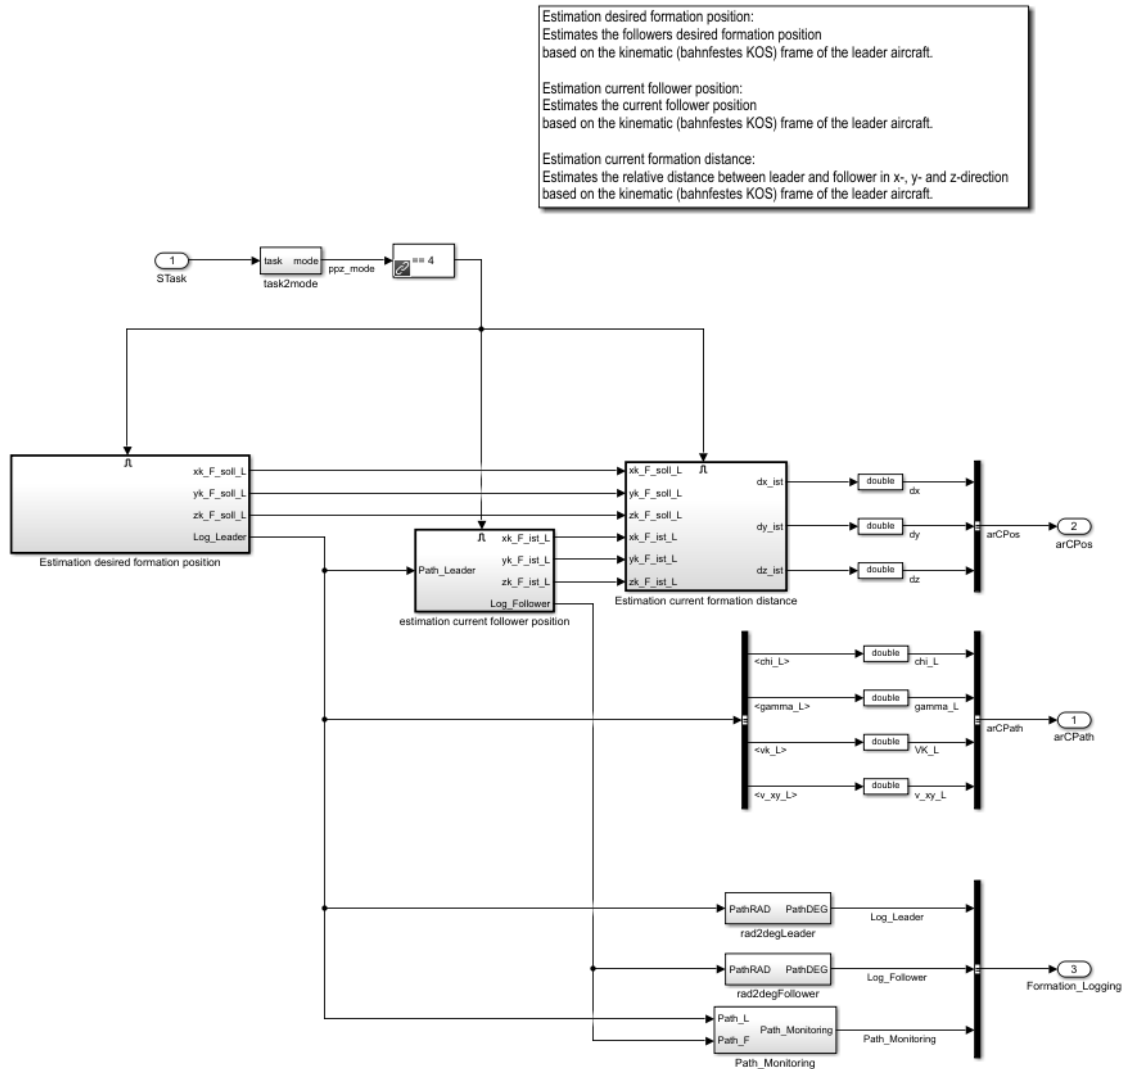 Estimation desired formation position:
Estimates the followers desired formation position
based on the kinematic (bahnfestes KOS) frame of the leader aircraft.
Estimation current follower position:
Estimates the current follower position
based on the kinematic (bahnfestes KOS) frame of the leader aircraft.
Estimation current formation distance:
Estimates the relative distance between leader and follower in x-, y- and z-direction
based on the kinematic (bahnfestes KOS) frame of the leader aircraft.
1
STask
task mode
task2mode
ppz_mode
== 4
xk_F_soll_L
yk_F_soll_L
zk_F_soll_L
Log_Leader
Estimation desired formation position
Path_Leader
xk_F_ist_L
yk_F_ist_L
zk_F_ist_L
Log_Follower
estimation current follower position
xk_F_soll_L
yk_F_soll_L
zk_F_soll_L
xk_F_ist_L
yk_F_ist_L
zk_F_ist_L
dx_ist
dy_ist
dz_ist
Estimation current formation distance
double
dx
double
dy
double
dz
arCPos
2
arCPos
<chi_L>
<gamma_L>
<vk_L>
<v_xy_L>
double
chi_L
double
gamma_L
double
VK_L
double
v_xy_L
arCPath
1
arCPath
PathRAD PathDEG
rad2degLeader
Log_Leader
PathRAD PathDEG
rad2degFollower
Log_Follower
Path_L
Path_F
Path_Monitoring
Path_Monitoring
Path_Monitoring
3
Formation_Logging